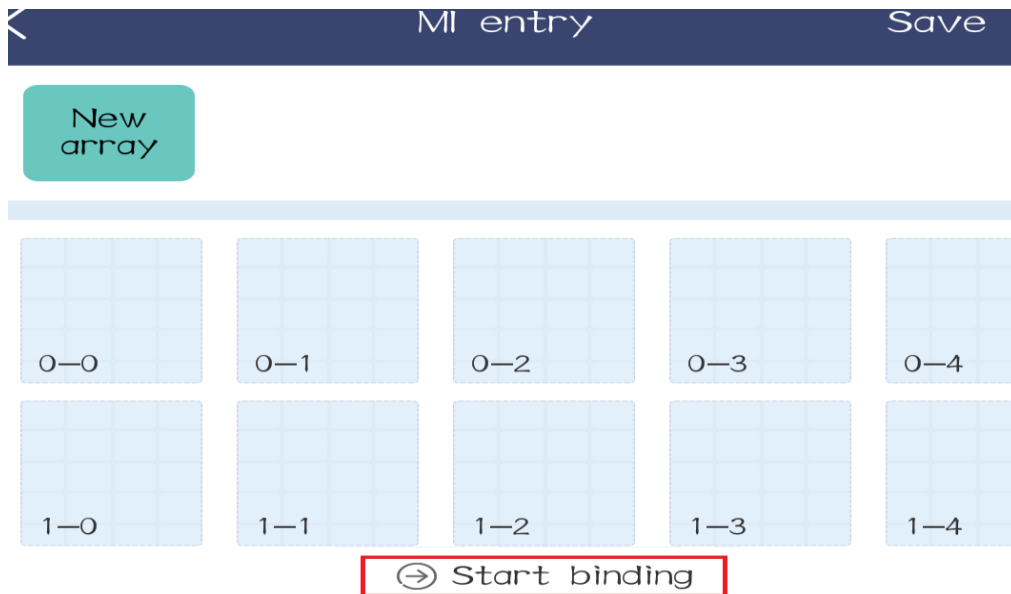 MI entry
Save
New
array
0—0
0—1
0—2
0—3
0—4
1—0
1—1
1—2
1—3
1—4
Start binding